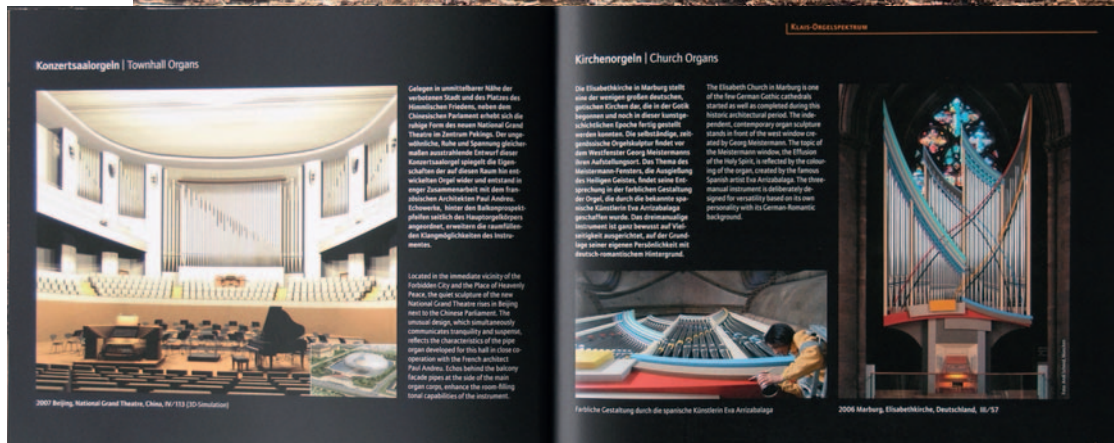 Konzertsaalorgeln | Townhall Organs
Gelegen in unmittelbarer Nähe der
verbotenen Stadt und des Platzes des
Himmlischen Friedens, neben dem
Chinesischen Parlament erhebt sich die
ruhige Form des neuen National Grand
Theatre im Zentrum Pekings. Der unge-
wöhnliche, Ruhe und Spannung gleicher-
maßen ausstrahlende Entwurf dieser
Konzertsaalorgel spiegelt die Eigen-
schaften der auf diesen Raum hin ent-
wickelten Orgel wider und entstand in
enger Zusammenarbeit mit dem fran-
zösischen Architekten Paul Andreu.
Echowerke, hinter den Balkonprospekt-
pfeifen seitlich des Hauptorgelkörpers
angeordnet, erweitern die raumfüllen-
den Klangmöglichkeiten des Instru-
mentes.
Located in the immediate vicinity of the
Forbidden City and the Place of Heavenly
Peace, the quiet sculpture of the new
National Grand Theatre rises in Beijing
next to the Chinese Parliament. The
unusual design, which simultaneously
communicates tranquility and suspense,
reflects the characteristics of the pipe
organ developed for this hall in close co-
operation with the French architect
Paul Andreu. Echos behind the balcony
facade pipes at the side of the main
organ corps, enhance the room-filling
tonal capabilities of the instrument.
2007 Beijing, National Grand Theatre, China, IV/113 (3D-Simulation)
KLAIS-ORGELSPEKTRUM
Kirchenorgeln | Church Organs
Die Elisabethkirche in Marburg stellt
eine der wenigen großen deutschen,
gotischen Kirchen dar, die in der Gotik
begonnen und noch in dieser kunstge-
schichtlichen Epoche fertig gestellt
werden konnten. Die selbständige, zeit-
genössische Orgelskulptur findet vor
dem Westfenster Georg Meistermanns
ihren Aufstellungsort. Das Thema des
Meistermann-Fensters, die Ausgießung
des Heiligen Geistes, findet seine Ent-
sprechung in der farblichen Gestaltung
der Orgel, die durch die bekannte spa-
nische Künstlerin Eva Arrizabalaga
geschaffen wurde. Das dreimanualige
Instrument ist ganz bewusst auf Viel-
seitigkeit ausgerichtet, auf der Grund-
lage seiner eigenen Persönlichkeit mit
deutsch-romantischem Hintergrund.
The Elisabeth Church in Marburg is one
of the few German Gothic cathedrals
started as well as completed during this
historic architectural period. The inde-
pendent, contemporary organ sculpture
stands in front of the west window cre-
ated by Georg Meistermann. The topic of
the Meistermann window, the Effusion
of the Holy Spirit, is reflected by the colour-
ing of the organ, created by the famous
Spanish artist Eva Arrizabalaga. The three-
manual instrument is deliberately de-
signed for versatility based on its own
personality with its German-Romantic
background.
Farbliche Gestaltung durch die spanische Künstlerin Eva Arrizabalaga
2006 Marburg, Elisabethkirche, Deutschland, III/57